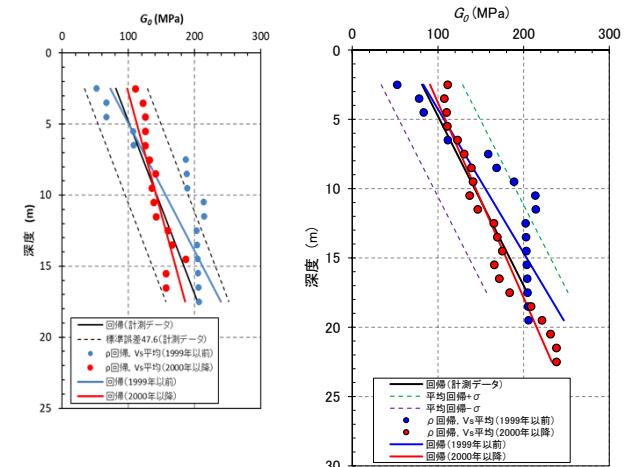 G₀ (MPa)
0 100 200 300
0
5
10
15
20
25
深度 (m)
回帰(計測データ)
標準誤差47.6(計測データ)
ρ回帰, Vs平均(1999年以前)
ρ回帰, Vs平均(2000年以降)
回帰(1999年以前)
回帰(2000年以降)
G₀ (MPa)
0 100 200 300
0
5
10
15
20
25
30
深度 (m)
回帰(計測データ)
平均回帰+σ
平均回帰-σ
ρ回帰, Vs平均(1999年以前)
ρ回帰, Vs平均(2000年以降)
回帰(1999年以前)
回帰(2000年以降)